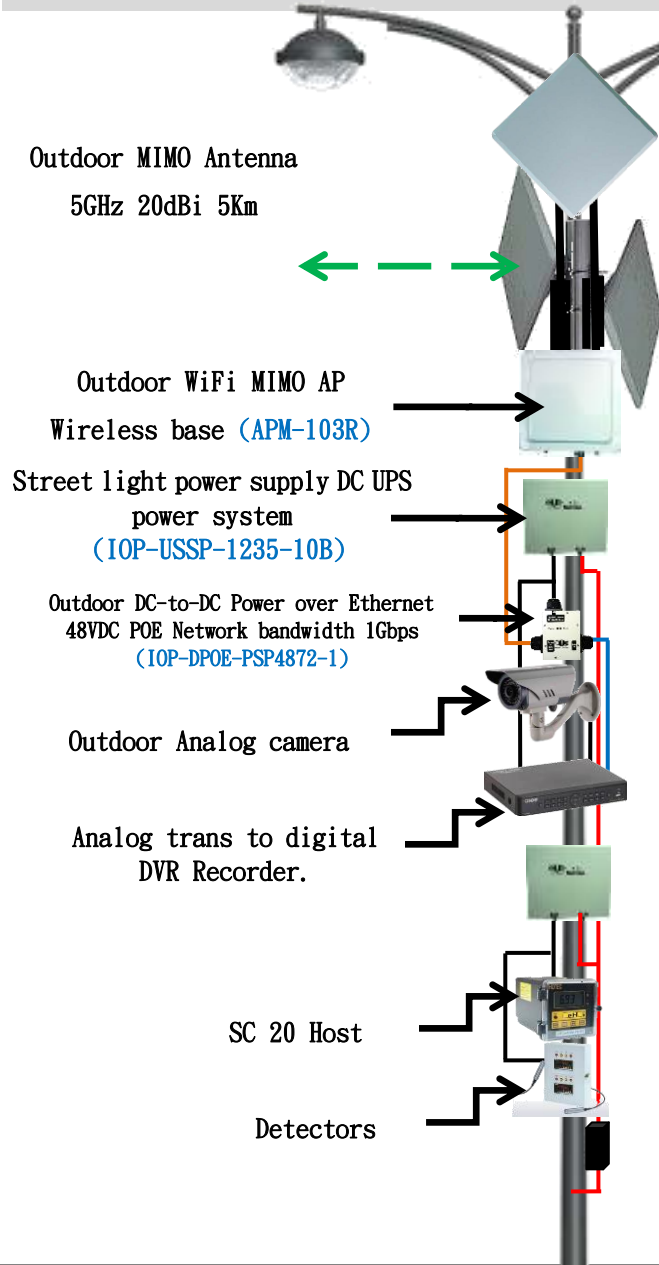 Outdoor MIMO Antenna
5GHz 20dBi 5Km
Outdoor WiFi MIMO AP
Wireless base (APM-103R)
Street light power supply DC UPS
power system
(IOP-USSP-1235-10B)
Outdoor DC-to-DC Power over Ethernet
48VDC POE Network bandwidth 1Gbps
(IOP-DPOE-PSP4872-1)
Outdoor Analog camera
Analog trans to digital
DVR Recorder.
SC 20 Host
Detectors